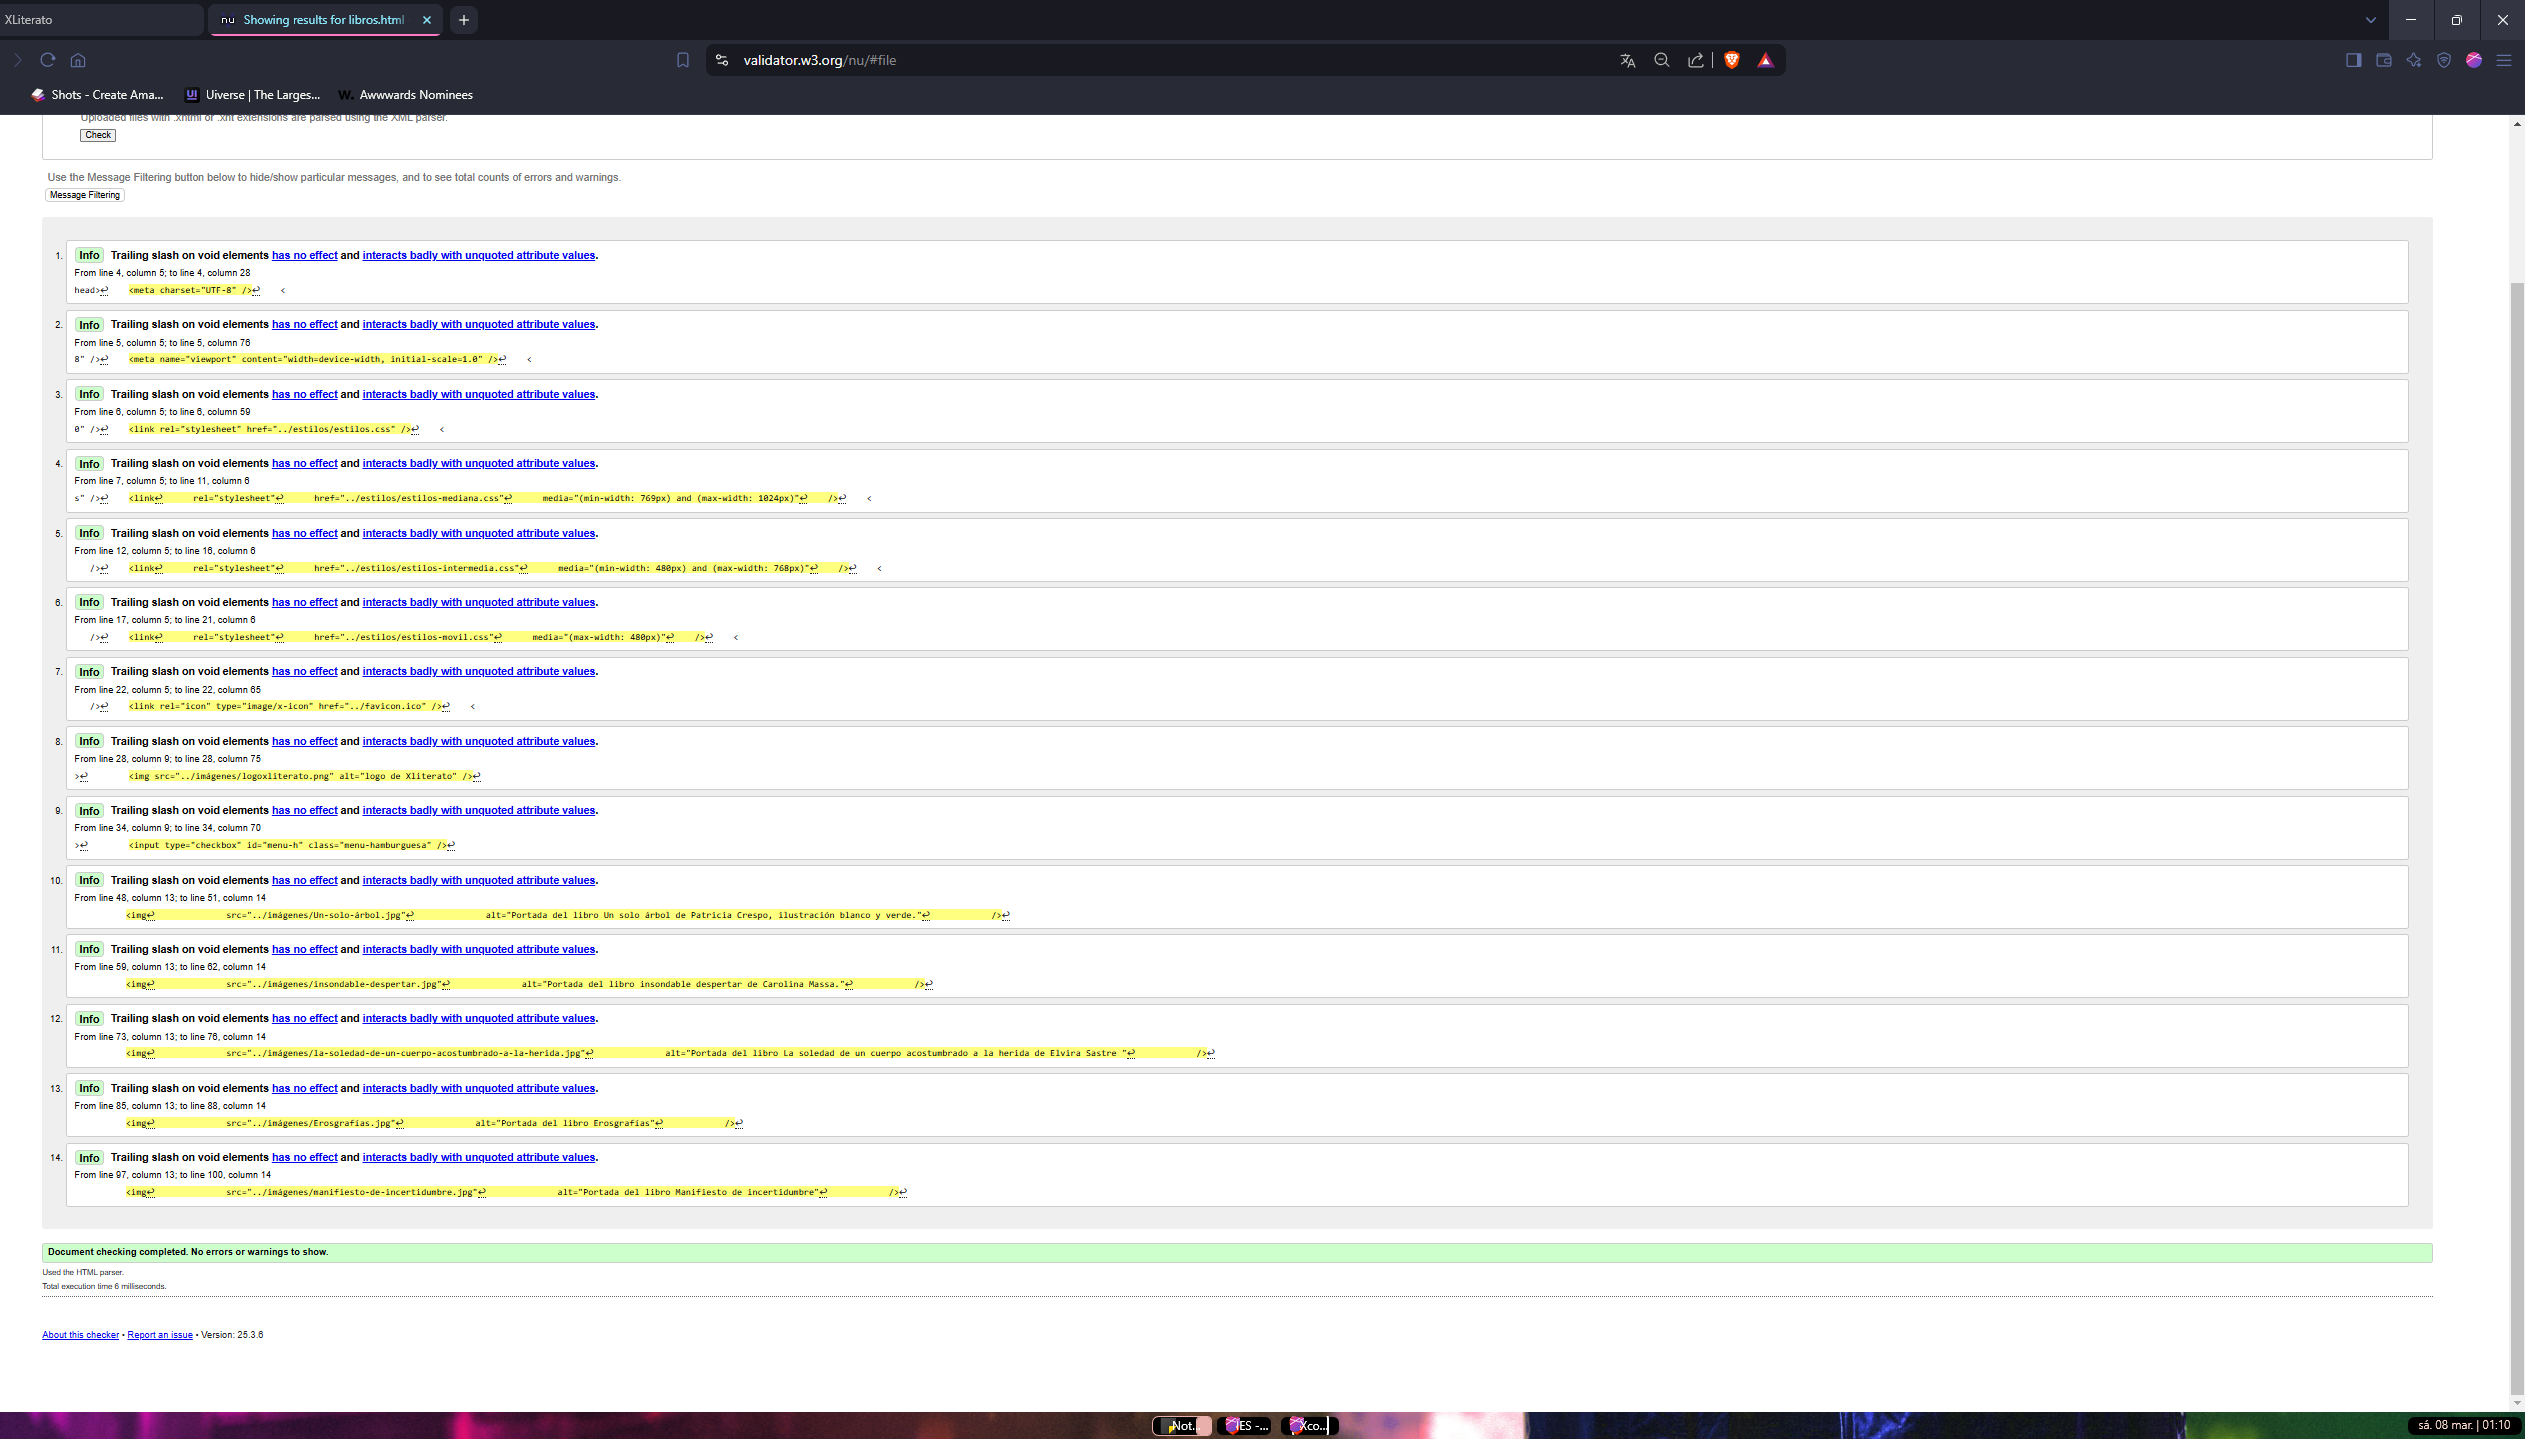 XLiterato
nu Showing results for libros.html
validator.w3.org/nu/#file
Shots - Create Ama... UI Uiverse | The Larges... W. Awwwards Nominees
Uploaded files with .xhtml or .xht extensions are parsed using the XML parser.
Check
Use the Message Filtering button below to hide/show particular messages, and to see total counts of errors and warnings.
Message Filtering
1. Info Trailing slash on void elements has no effect and interacts badly with unquoted attribute values.
From line 4, column 5; to line 4, column 28
head>↩ <meta charset="UTF-8" />↩ <
2. Info Trailing slash on void elements has no effect and interacts badly with unquoted attribute values.
From line 5, column 5; to line 5, column 76
8" />↩ <meta name="viewport" content="width=device-width, initial-scale=1.0" />↩ <
3. Info Trailing slash on void elements has no effect and interacts badly with unquoted attribute values.
From line 6, column 5; to line 6, column 59
0" />↩ <link rel="stylesheet" href="../estilos/estilos.css" />↩ <
4. Info Trailing slash on void elements has no effect and interacts badly with unquoted attribute values.
From line 7, column 5; to line 11, column 6
s" />↩ <link↩ rel="stylesheet"↩ href="../estilos/estilos-mediana.css"↩ media="(min-width: 769px) and (max-width: 1024px)"↩ />↩ <
5. Info Trailing slash on void elements has no effect and interacts badly with unquoted attribute values.
From line 12, column 5; to line 16, column 6
/>↩ <link↩ rel="stylesheet"↩ href="../estilos/estilos-intermedia.css"↩ media="(min-width: 480px) and (max-width: 768px)"↩ />↩ <
6. Info Trailing slash on void elements has no effect and interacts badly with unquoted attribute values.
From line 17, column 5; to line 21, column 6
/>↩ <link↩ rel="stylesheet"↩ href="../estilos/estilos-movil.css"↩ media="(max-width: 480px)"↩ />↩ <
7. Info Trailing slash on void elements has no effect and interacts badly with unquoted attribute values.
From line 22, column 5; to line 22, column 65
/>↩ <link rel="icon" type="image/x-icon" href="../favicon.ico" />↩ <
8. Info Trailing slash on void elements has no effect and interacts badly with unquoted attribute values.
From line 28, column 9; to line 28, column 75
>↩ <img src="../imágenes/logoxliterato.png" alt="logo de Xliterato" />↩
9. Info Trailing slash on void elements has no effect and interacts badly with unquoted attribute values.
From line 34, column 9; to line 34, column 70
>↩ <input type="checkbox" id="menu-h" class="menu-hamburguesa" />↩
10. Info Trailing slash on void elements has no effect and interacts badly with unquoted attribute values.
From line 48, column 13; to line 51, column 14
<img↩ src="../imágenes/Un-solo-árbol.jpg"↩ alt="Portada del libro Un solo árbol de Patricia Crespo, ilustración blanco y verde."↩ />↩
11. Info Trailing slash on void elements has no effect and interacts badly with unquoted attribute values.
From line 59, column 13; to line 62, column 14
<img↩ src="../imágenes/insondable-despertar.jpg"↩ alt="Portada del libro insondable despertar de Carolina Massa."↩ />↩
12. Info Trailing slash on void elements has no effect and interacts badly with unquoted attribute values.
From line 73, column 13; to line 76, column 14
<img↩ src="../imágenes/la-soledad-de-un-cuerpo-acostumbrado-a-la-herida.jpg"↩ alt="Portada del libro La soledad de un cuerpo acostumbrado a la herida de Elvira Sastre "↩ />↩
13. Info Trailing slash on void elements has no effect and interacts badly with unquoted attribute values.
From line 85, column 13; to line 88, column 14
<img↩ src="../imágenes/Erosgrafías.jpg"↩ alt="Portada del libro Erosgrafías"↩ />↩
14. Info Trailing slash on void elements has no effect and interacts badly with unquoted attribute values.
From line 97, column 13; to line 100, column 14
<img↩ src="../imágenes/manifiesto-de-incertidumbre.jpg"↩ alt="Portada del libro Manifiesto de incertidumbre"↩ />↩
Document checking completed. No errors or warnings to show.
Used the HTML parser.
Total execution time 6 milliseconds.
About this checker • Report an issue • Version: 25.3.6
Not... ES -... Xco... sá. 08 mar. | 01:10